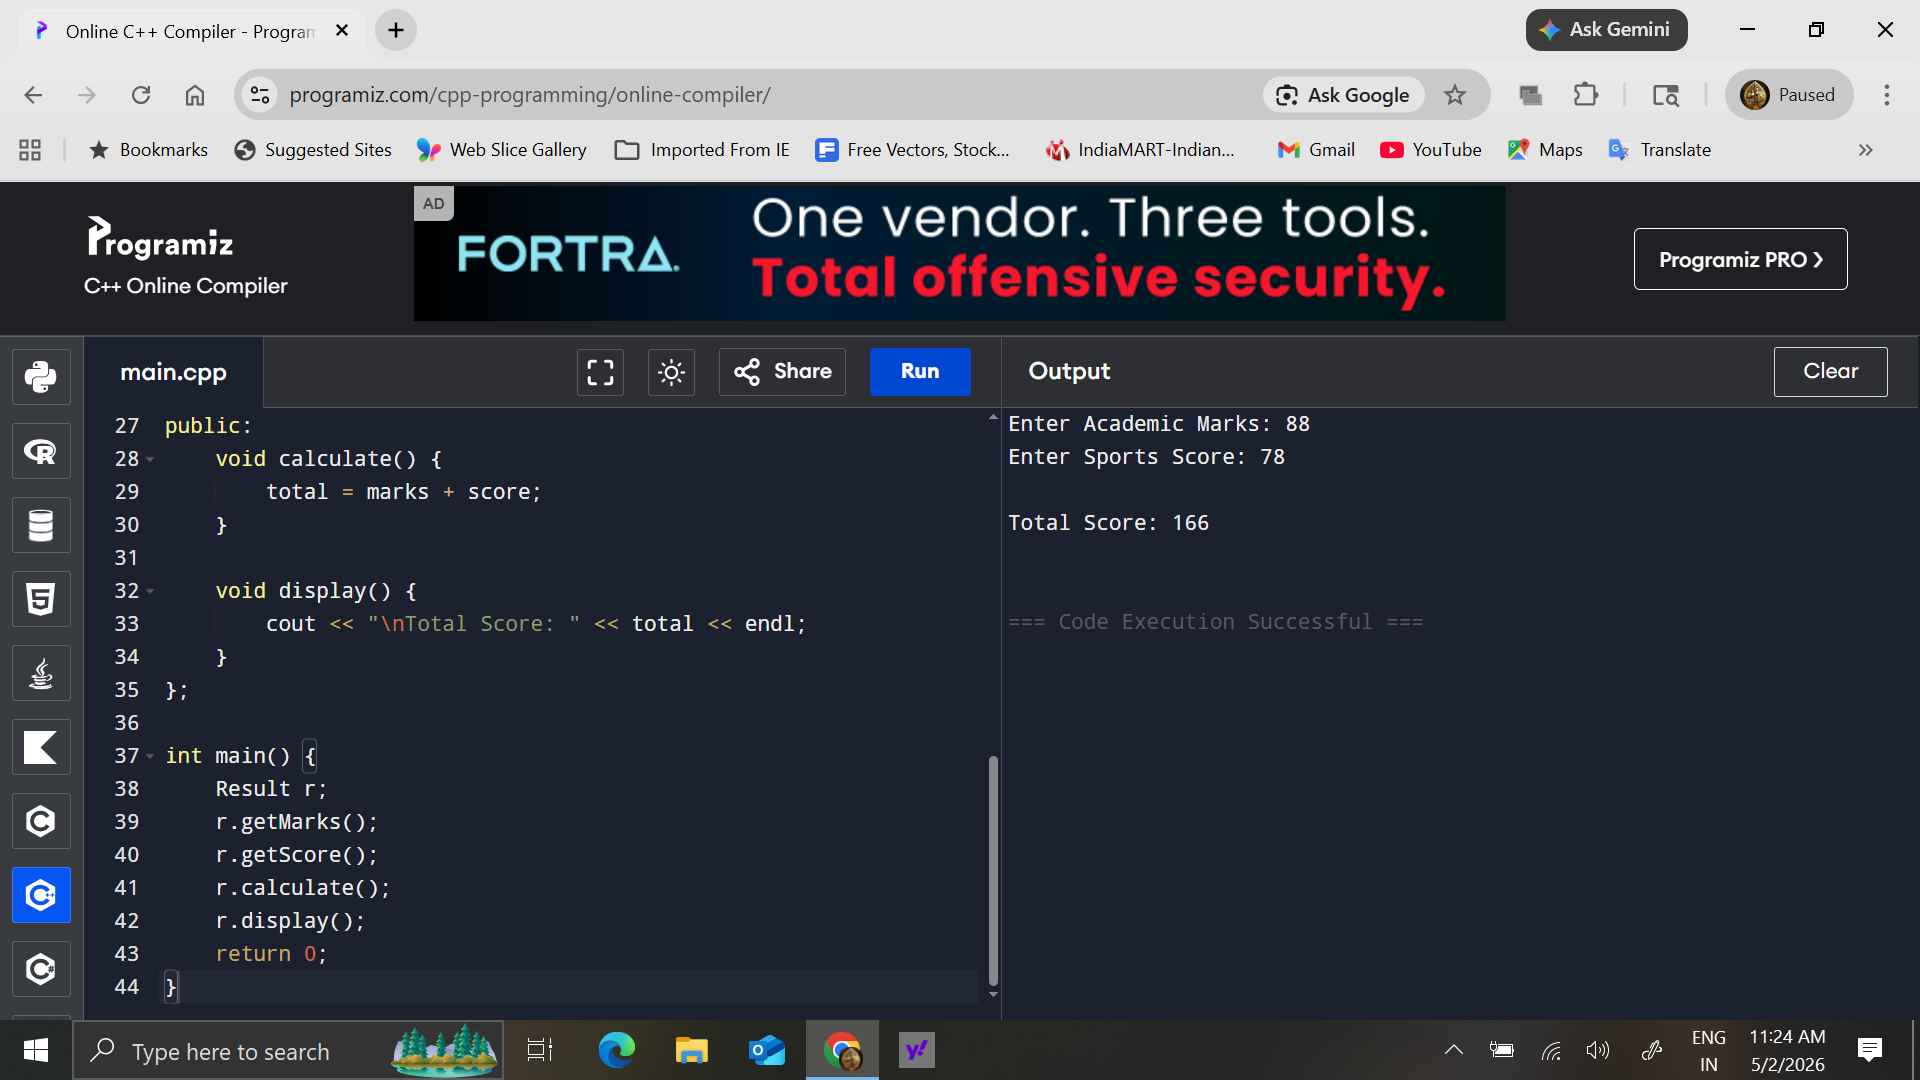 Online C++ Compiler - Program
Ask Gemini
programiz.com/cpp-programming/online-compiler/
Ask Google
Paused
Bookmarks
Suggested Sites
Web Slice Gallery
Imported From IE
Free Vectors, Stock...
IndiaMART-Indian...
Gmail
YouTube
Maps
Translate
Programiz
C++ Online Compiler
AD
FORTRA.
One vendor. Three tools.
Total offensive security.
Programiz PRO ❯
main.cpp
Share
Run
Output
Clear
27 public:
28     void calculate() {
29         total = marks + score;
30     }
31
32     void display() {
33         cout << "\nTotal Score: " << total << endl;
34     }
35 };
36
37 int main() {
38     Result r;
39     r.getMarks();
40     r.getScore();
41     r.calculate();
42     r.display();
43     return 0;
44 }
Enter Academic Marks: 88
Enter Sports Score: 78
Total Score: 166
=== Code Execution Successful ===
Type here to search
ENG
IN
11:24 AM
5/2/2026